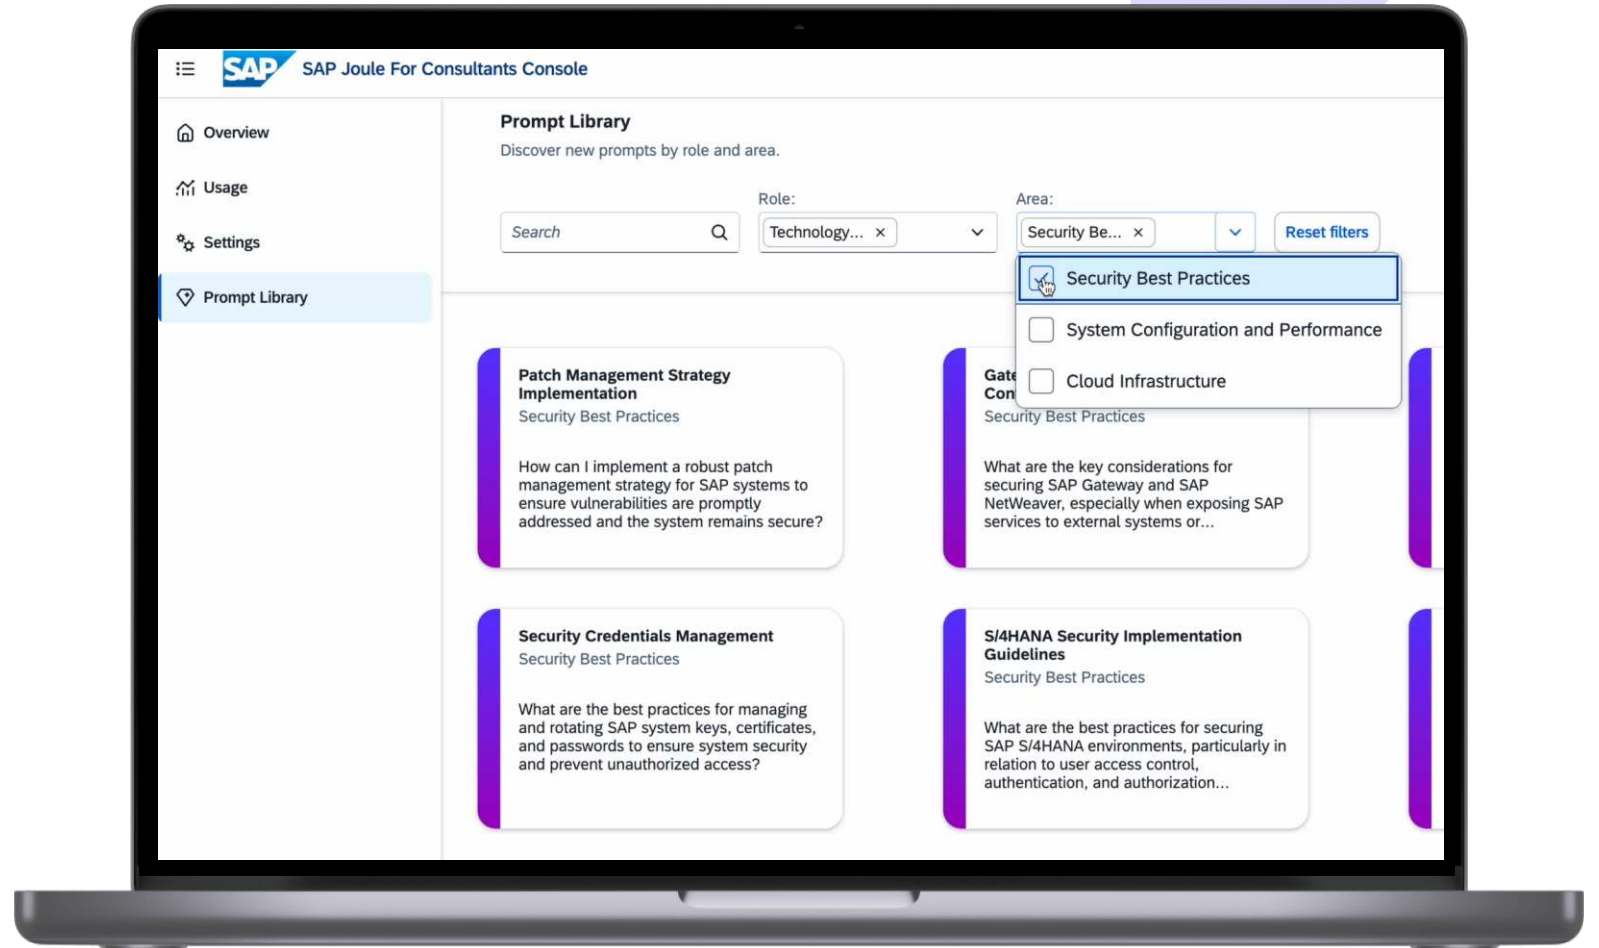 SAP SAP Joule For Consultants Console
Overview
Usage
Settings
Prompt Library
Prompt Library
Discover new prompts by role and area.
Role:
Area:
Search
Technology...
Security Be...
Reset filters
Security Best Practices
System Configuration and Performance
Cloud Infrastructure
Patch Management Strategy
Implementation
Security Best Practices
How can I implement a robust patch
management strategy for SAP systems to
ensure vulnerabilities are promptly
addressed and the system remains secure?
Security Best Practices
What are the key considerations for
securing SAP Gateway and SAP
NetWeaver, especially when exposing SAP
services to external systems or...
Security Credentials Management
Security Best Practices
What are the best practices for managing
and rotating SAP system keys, certificates,
and passwords to ensure system security
and prevent unauthorized access?
S/4HANA Security Implementation
Guidelines
Security Best Practices
What are the best practices for securing
SAP S/4HANA environments, particularly in
relation to user access control,
authentication, and authorization...